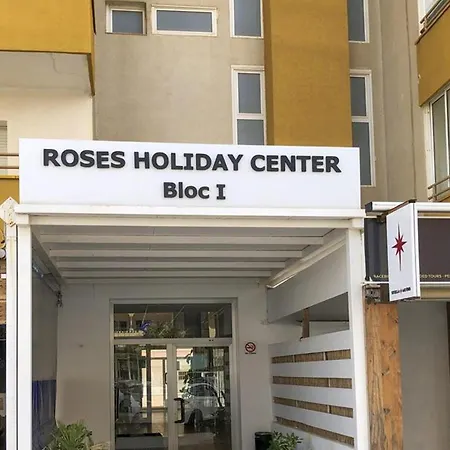 ROSES HOLIDAY CENTER
Bloc I